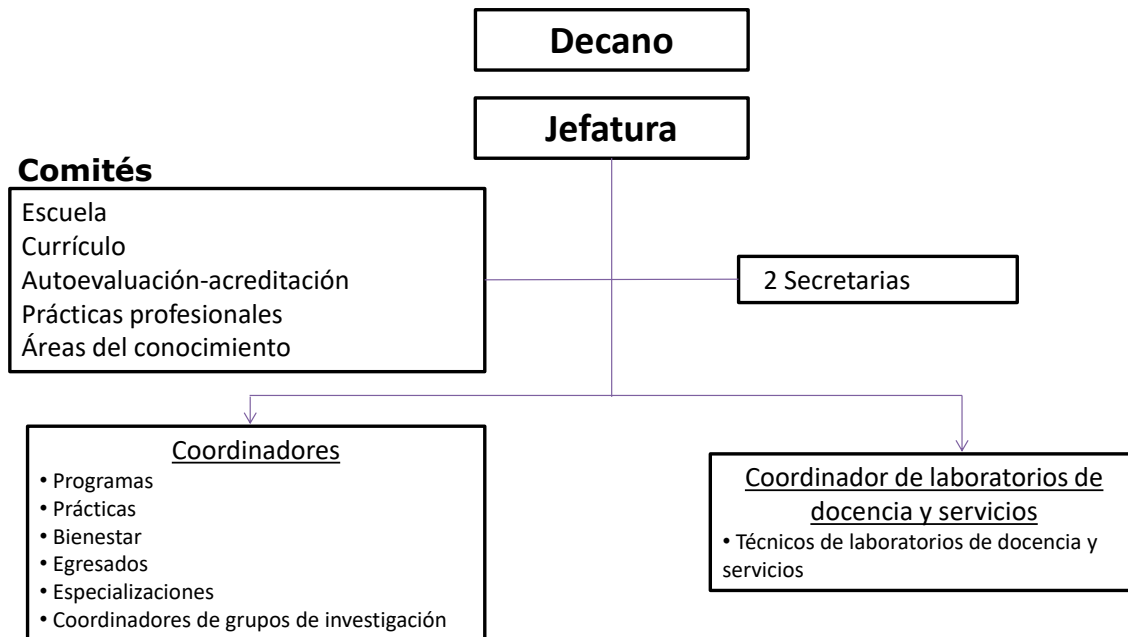 Decano
Jefatura
Comités
Escuela
Currículo
Autoevaluación-acreditación
Prácticas profesionales
Áreas del conocimiento
2 Secretarias
Coordinadores
• Programas
• Prácticas
• Bienestar
• Egresados
• Especializaciones
• Coordinadores de grupos de investigación
Coordinador de laboratorios de
docencia y servicios
• Técnicos de laboratorios de docencia y
servicios